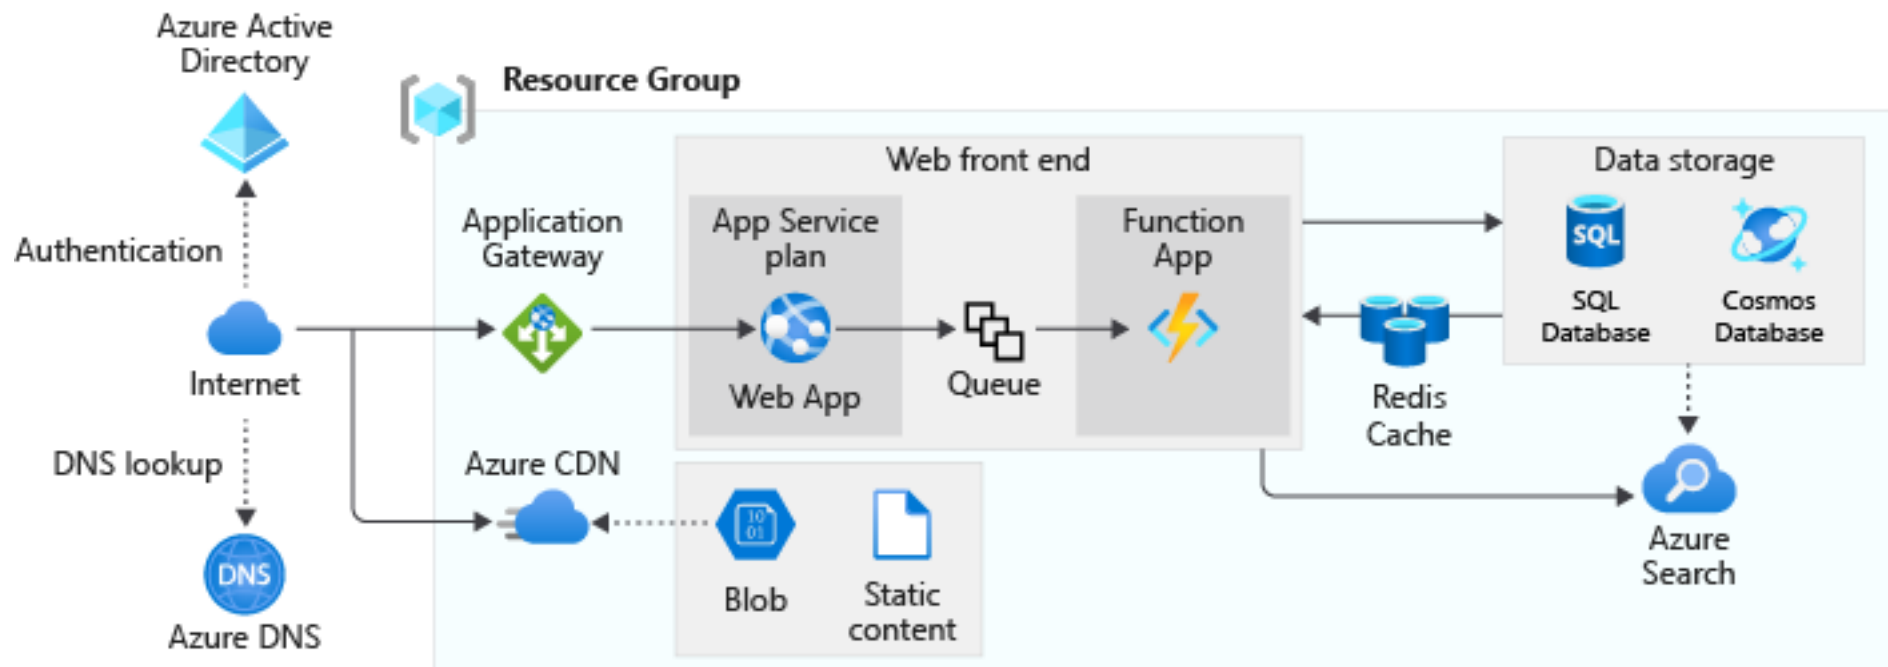 Azure Active
Directory
Resource Group
Web front end
Data storage
Authentication
Application
Gateway
App Service
plan
Function
App
SQL
SQL
Database
Cosmos
Database
Internet
Web App
Queue
Redis
Cache
DNS lookup
Azure CDN
10
01
Blob
Static
content
Azure
Search
DNS
Azure DNS